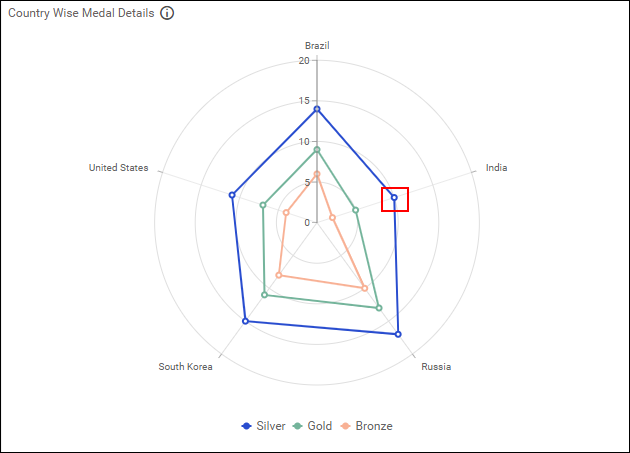 Country Wise Medal Details
Brazil
20
15
10
5
0
United States
India
South Korea
Russia
Silver Gold Bronze